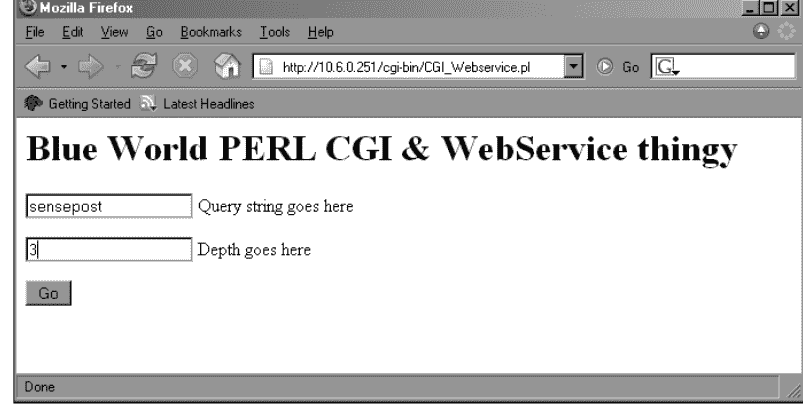 Mozilla Firefox
File Edit View Go Bookmarks Tools Help
http://10.6.0.251/cgi-bin/CGI_Webservice.pl Go G
Getting Started Latest Headlines
Blue World PERL CGI & WebService thingy
sensepost Query string goes here
3 Depth goes here
Go
Done